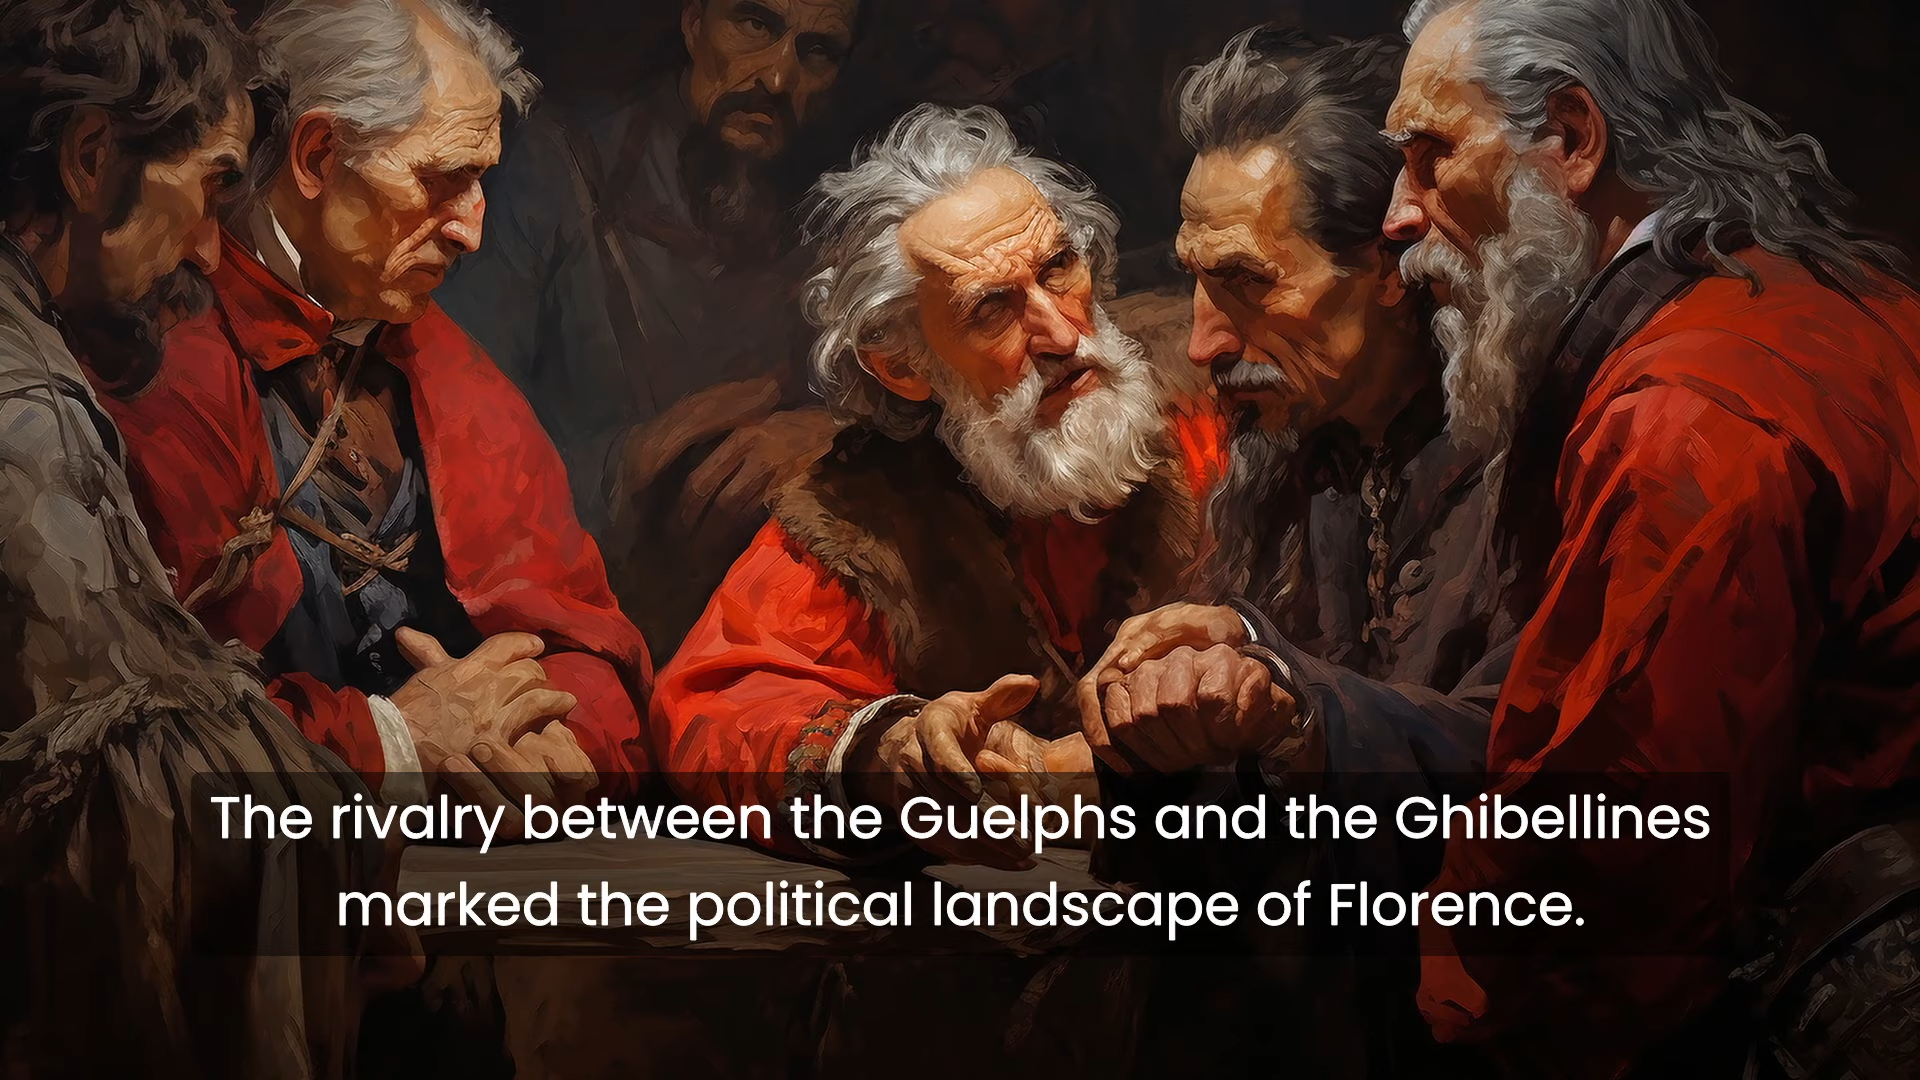 The rivalry between the Guelphs and the Ghibellines
marked the political landscape of Florence.